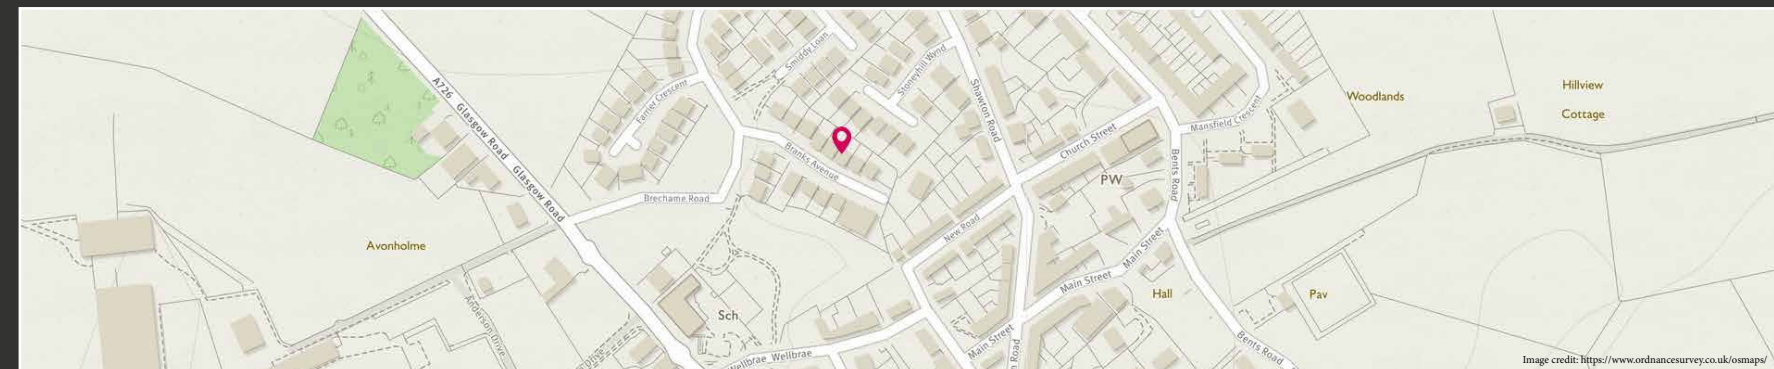 A726 Glasgow Road Glasgow Road
Farrier Crescent
Smiddy Loan
Stoneyhill Wynd
Shawton Road
Church Street
Mansfield Crescent
Woodlands
Hillview
Cottage
Branks Avenue
Brechame Road
PW
Bents Road
New Road
Avonholme
Main Street
Main Street
Hall
Pav
Sch
Anderson Drive
Drive
Wellbrae Wellbrae
Main Street
Road
Bents Road
Image credit: https://www.ordnancesurvey.co.uk/osmaps/